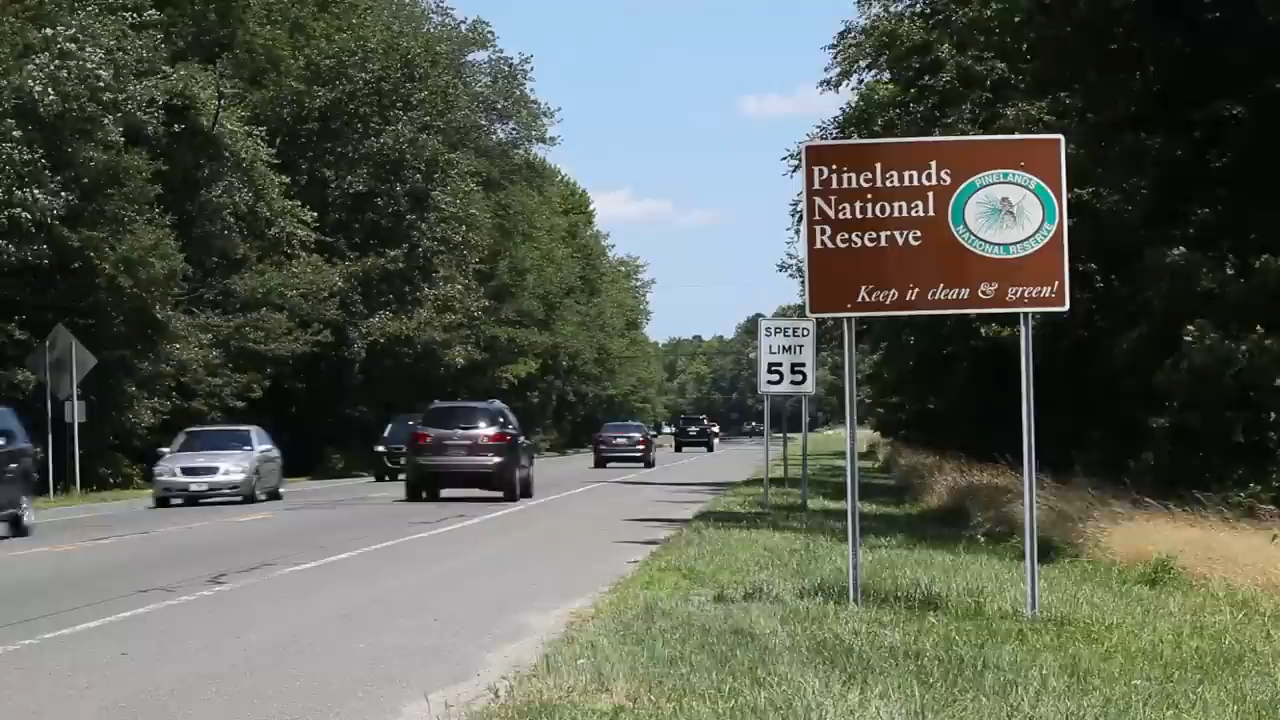 Pinelands
National
Reserve
PINELANDS
NATIONAL RESERVE
Keep it clean & green!
SPEED
LIMIT
55